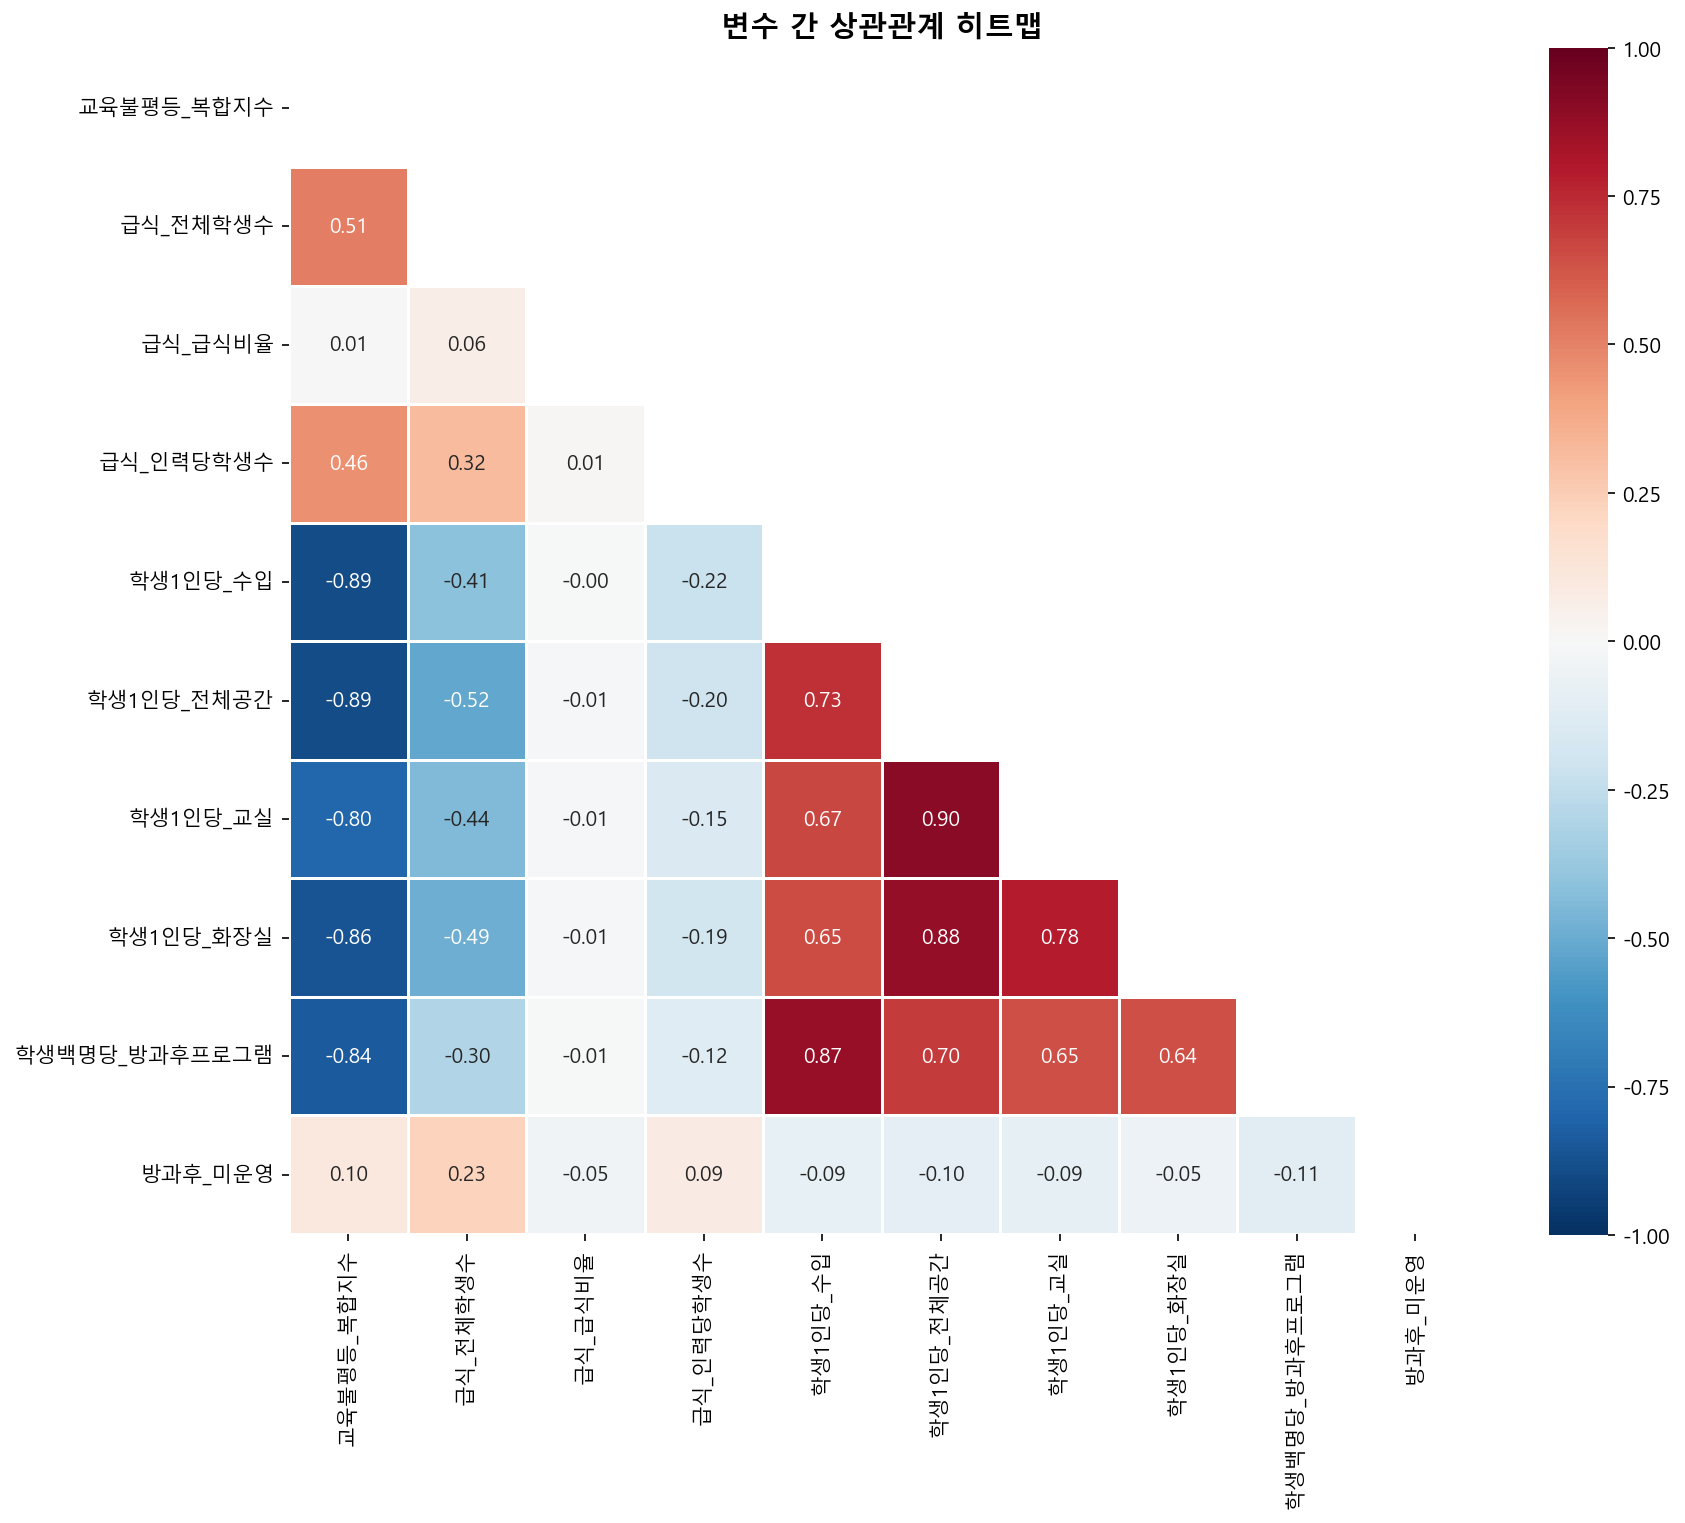 변수 간 상관관계 히트맵
교육불평등_복합지수
급식_전체학생수
0.51
급식_급식비율
0.01 0.06
급식_인력당학생수
0.46 0.32 0.01
학생1인당_수입
-0.89 -0.41 -0.00 -0.22
학생1인당_전체공간
-0.89 -0.52 -0.01 -0.20 0.73
학생1인당_교실
-0.80 -0.44 -0.01 -0.15 0.67 0.90
학생1인당_화장실
-0.86 -0.49 -0.01 -0.19 0.65 0.88 0.78
학생백명당_방과후프로그램
-0.84 -0.30 -0.01 -0.12 0.87 0.70 0.65 0.64
방과후_미운영
0.10 0.23 -0.05 0.09 -0.09 -0.10 -0.09 -0.05 -0.11
교육불평등_복합지수
급식_전체학생수
급식_급식비율
급식_인력당학생수
학생1인당_수입
학생1인당_전체공간
학생1인당_교실
학생1인당_화장실
학생백명당_방과후프로그램
방과후_미운영
1.00
0.75
0.50
0.25
0.00
-0.25
-0.50
-0.75
-1.00